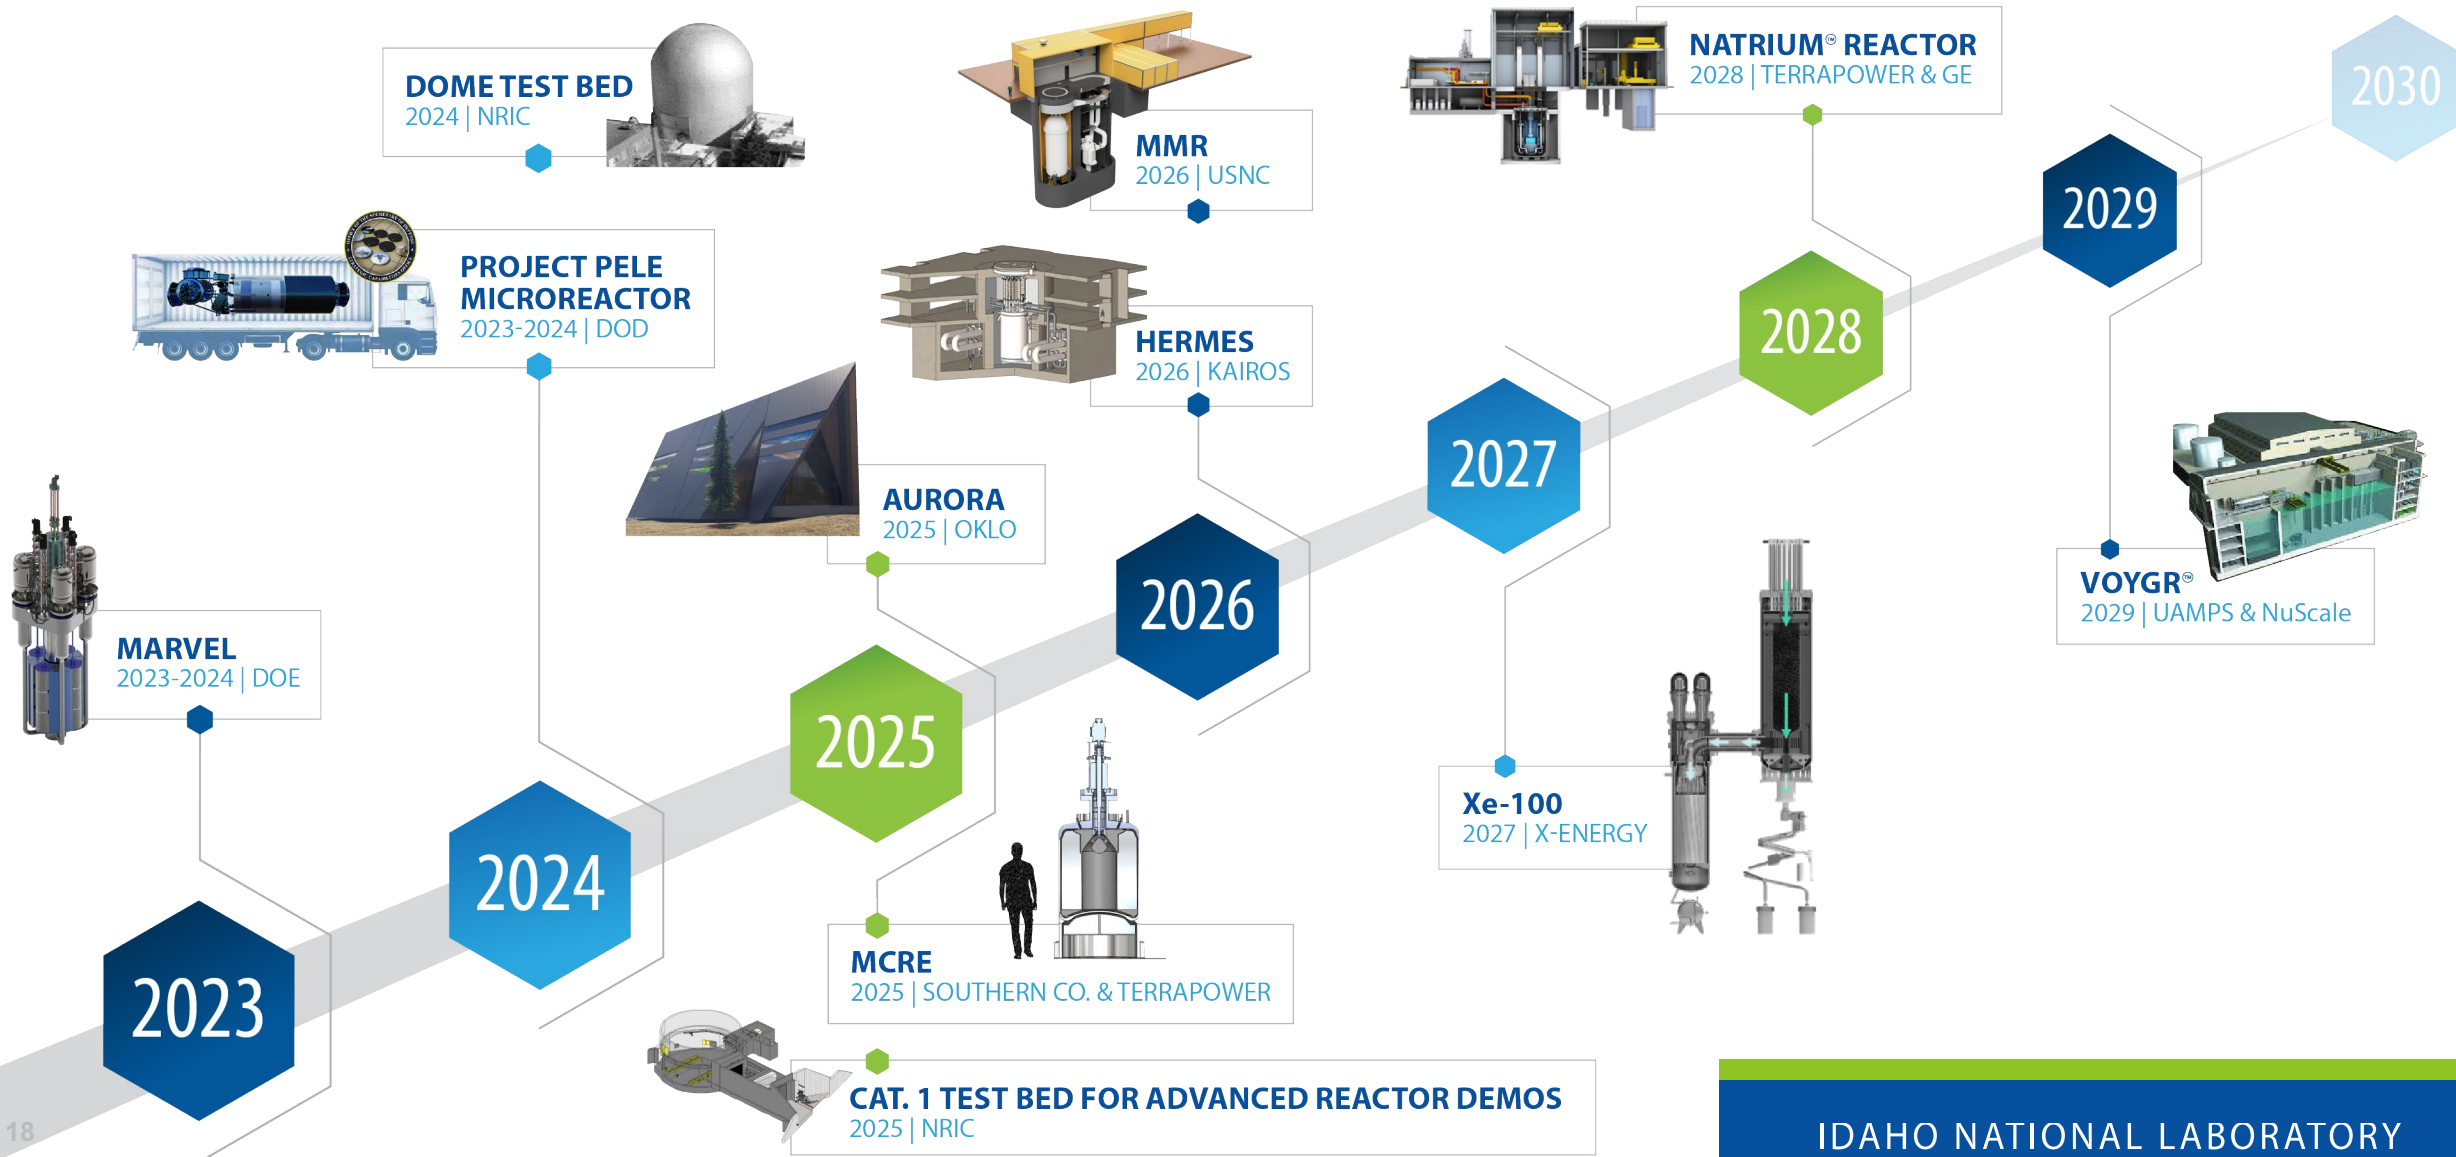 DOME TEST BED
2024 | NRIC
MMR
2026 | USNC
NATRIUM™ REACTOR
2028 | TERRAPOWER & GE
2030
2029
PROJECT PELE
MICROREACTOR
2023-2024 | DOD
HERMES
2026 | KAIROS
2028
AURORA
2025 | OKLO
2027
2026
VOYGR™
2029 | UAMPS & NuScale
MARVEL
2023-2024 | DOE
2025
Xe-100
2027 | X-ENERGY
2024
MCRE
2025 | SOUTHERN CO. & TERRAPOWER
2023
CAT. 1 TEST BED FOR ADVANCED REACTOR DEMOS
2025 | NRIC
18
IDAHO NATIONAL LABORATORY